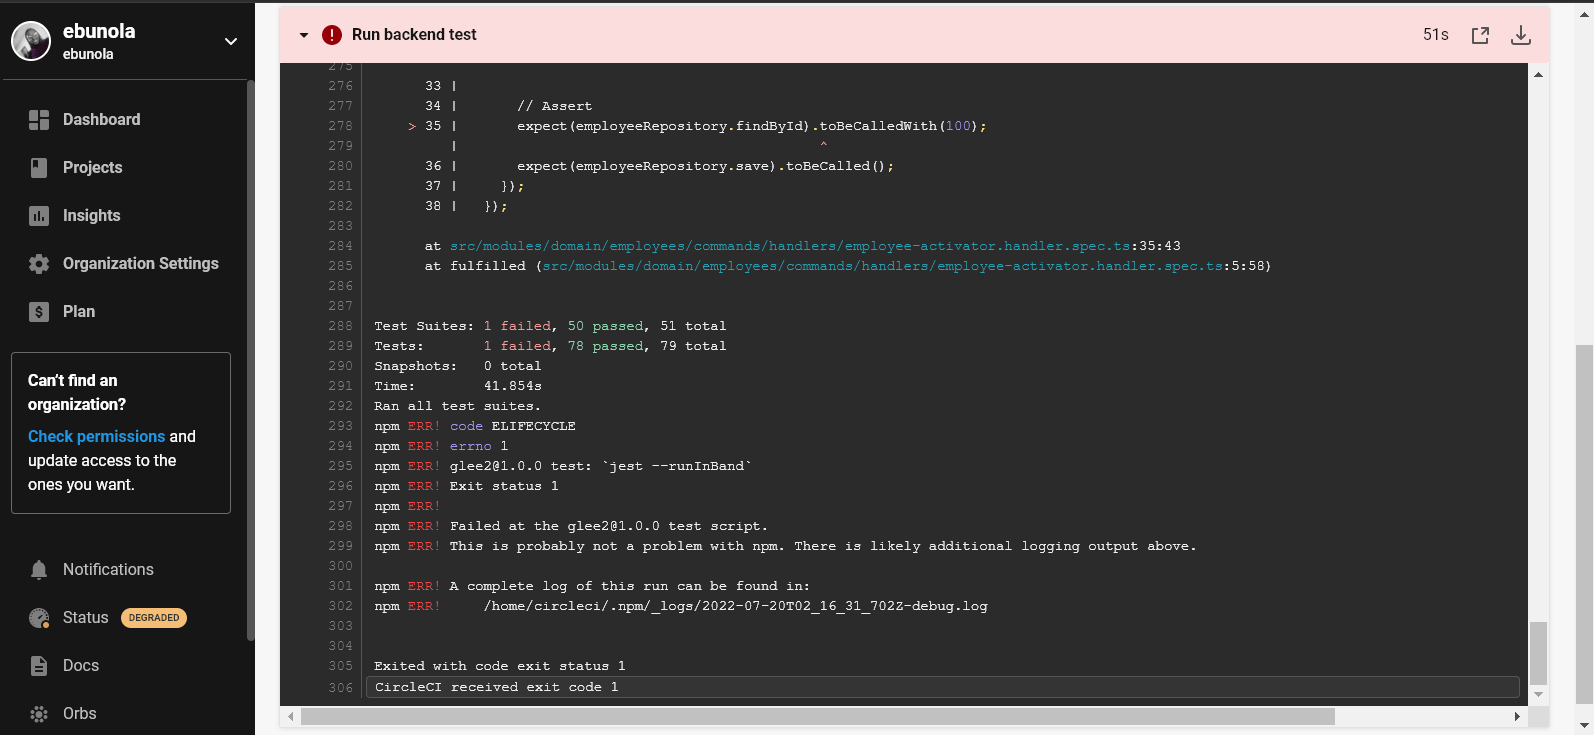 ebunola
ebunola
Dashboard
Projects
Insights
Organization Settings
Plan
Can't find an
organization?
Check permissions and
update access to the
ones you want.
Notifications
Status DEGRADED
Docs
Orbs
Run backend test 51s
275
276 33 |
277 34 | // Assert
278 > 35 | expect(employeeRepository.findById).toBeCalledWith(100);
279 | ^
280 36 | expect(employeeRepository.save).toBeCalled();
281 37 | });
282 38 | });
283
284 at src/modules/domain/employees/commands/handlers/employee-activator.handler.spec.ts:35:43
285 at fulfilled (src/modules/domain/employees/commands/handlers/employee-activator.handler.spec.ts:5:58)
286
287
288 Test Suites: 1 failed, 50 passed, 51 total
289 Tests: 1 failed, 78 passed, 79 total
290 Snapshots: 0 total
291 Time: 41.854s
292 Ran all test suites.
293 npm ERR! code ELIFECYCLE
294 npm ERR! errno 1
295 npm ERR! glee2@1.0.0 test: `jest --runInBand`
296 npm ERR! Exit status 1
297 npm ERR!
298 npm ERR! Failed at the glee2@1.0.0 test script.
299 npm ERR! This is probably not a problem with npm. There is likely additional logging output above.
300
301 npm ERR! A complete log of this run can be found in:
302 npm ERR! /home/circleci/.npm/_logs/2022-07-20T02_16_31_702Z-debug.log
303
304
305 Exited with code exit status 1
306 CircleCI received exit code 1